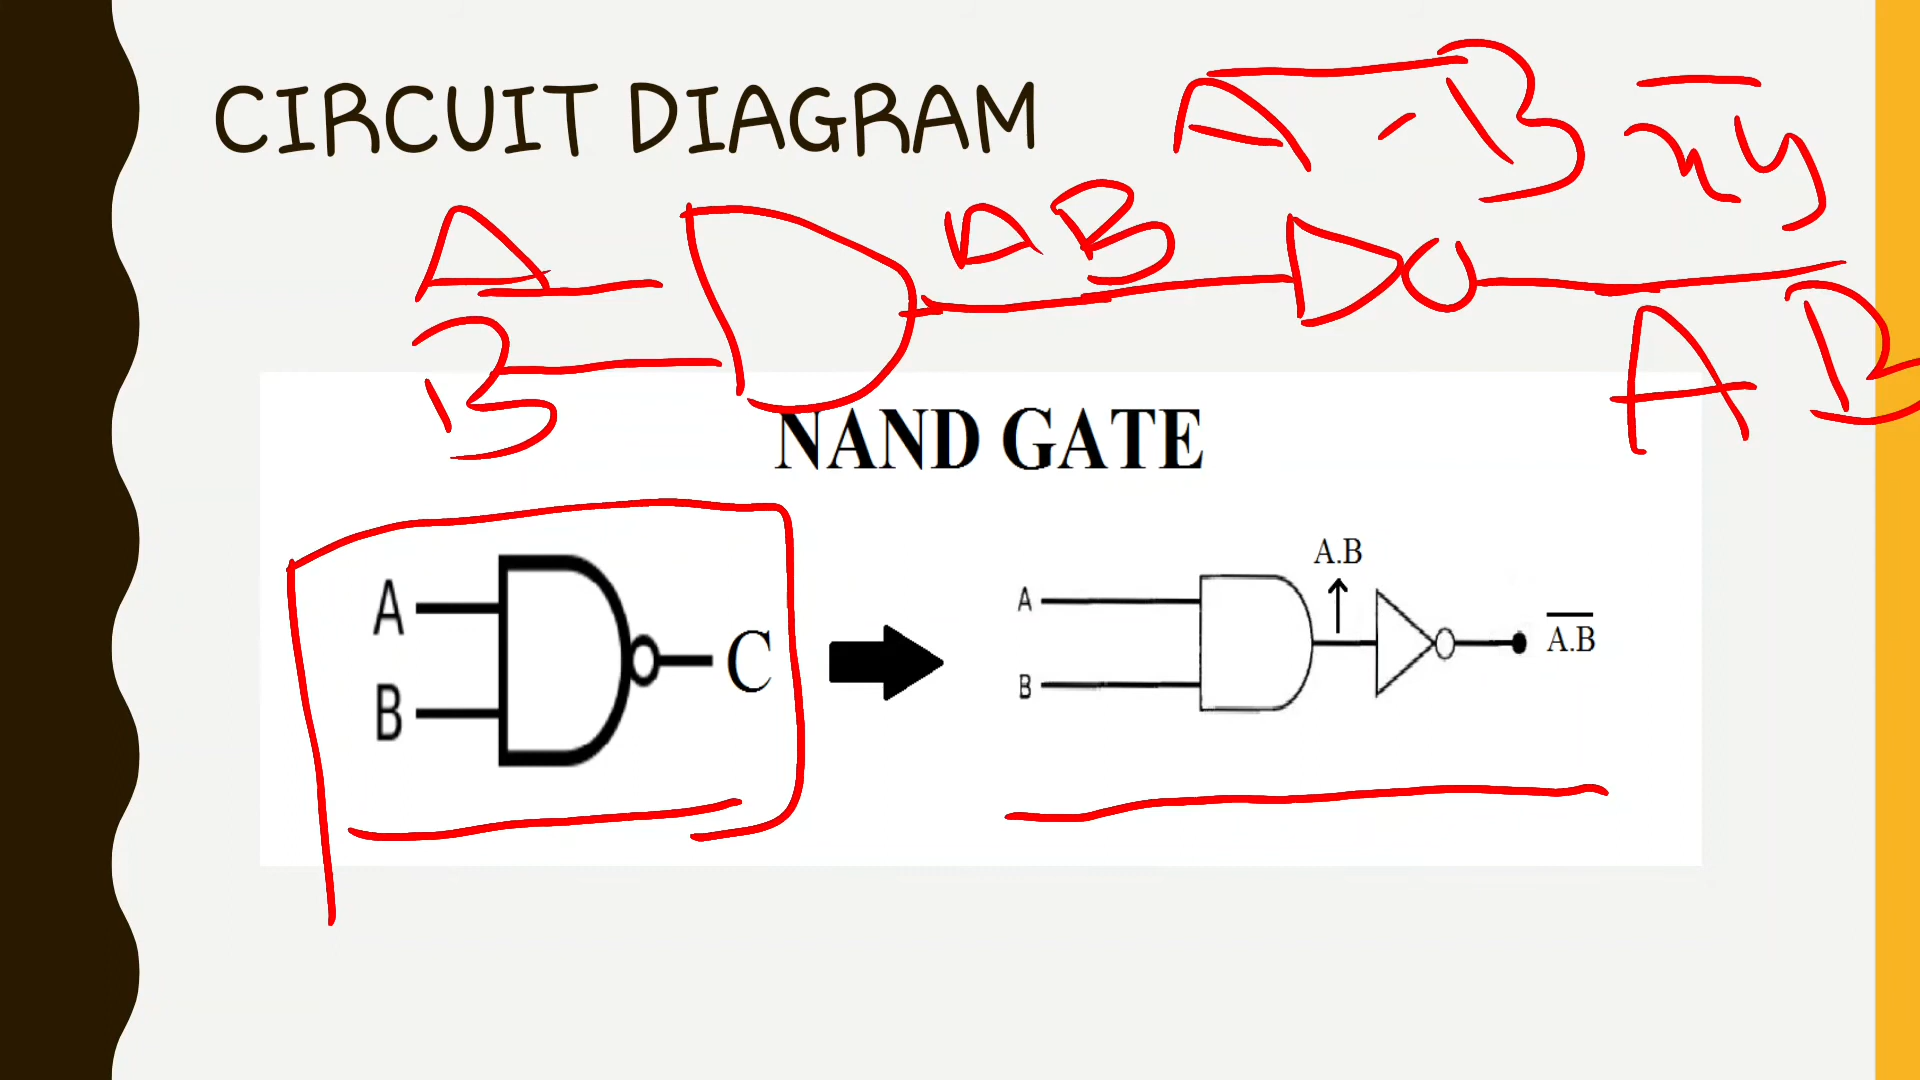 CIRCUIT DIAGRAM
A̅ ̅·̅ ̅B̅ x̅y̅
A AB
B A̅B̅
NAND GATE
A.B
A C A
B B A̅.̅B̅